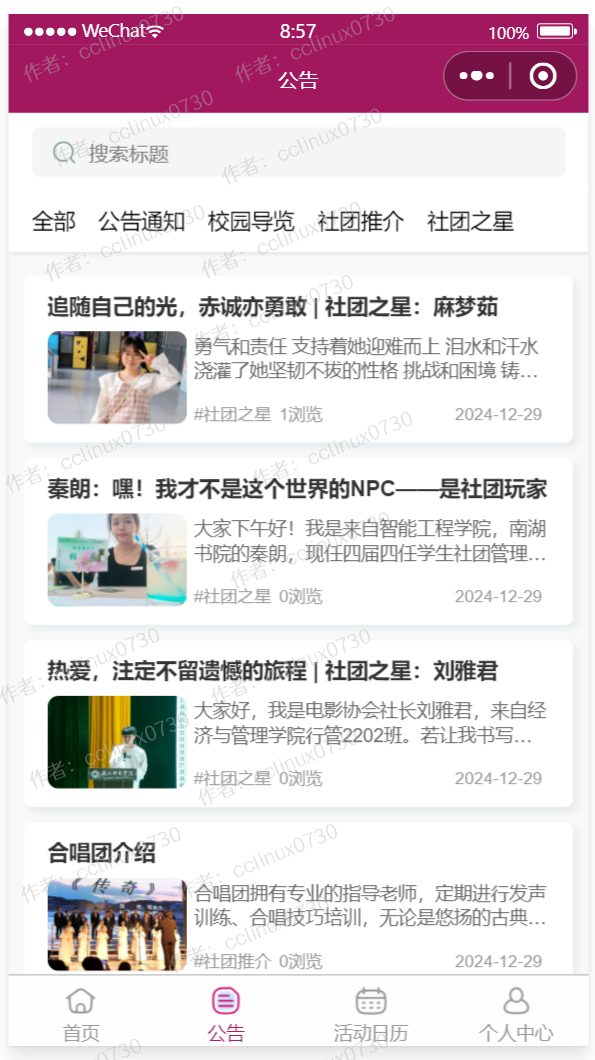 WeChat
8:57
100%
公告
搜索标题
全部 公告通知 校园导览 社团推介 社团之星
追随自己的光，赤诚亦勇敢 | 社团之星：麻梦茹
勇气和责任 支持着她迎难而上 泪水和汗水
浇灌了她坚韧不拔的性格 挑战和困境 铸…
#社团之星 1浏览 2024-12-29
秦朗：嘿！我才不是这个世界的NPC——是社团玩家
大家下午好！我是来自智能工程学院，南湖
书院的秦朗，现任四届四任学生社团管理…
#社团之星 0浏览 2024-12-29
热爱，注定不留遗憾的旅程 | 社团之星：刘雅君
大家好，我是电影协会社长刘雅君，来自经
济与管理学院行管2202班。若让我书写…
#社团之星 0浏览 2024-12-29
合唱团介绍
《传奇》
合唱团拥有专业的指导老师，定期进行发声
训练、合唱技巧培训，无论是悠扬的古典…
#社团推介 0浏览 2024-12-29
首页 公告 活动日历 个人中心
作者：cclinux0730